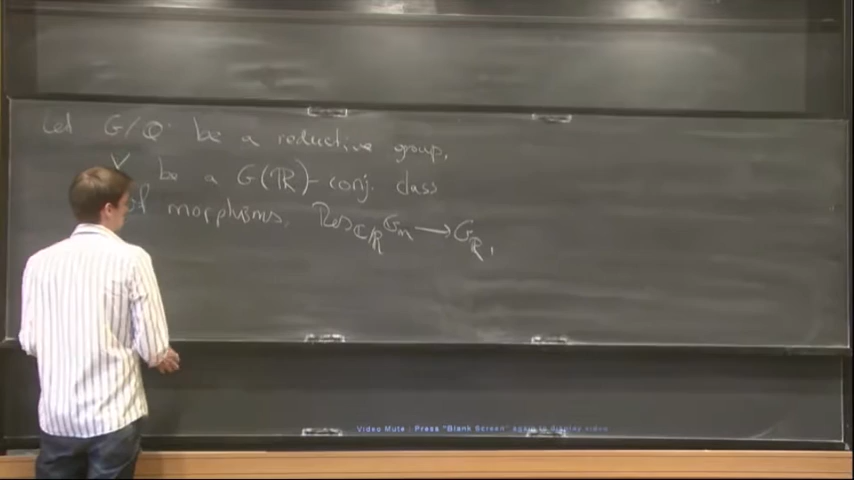 Let G/ℚ be a reductive group,
X be a G(ℝ)-conj. class
of morphisms. Res_{ℂ/ℝ} 𝔾_m → G_ℝ,
Video Mute : Press "Blank Screen" again to display video